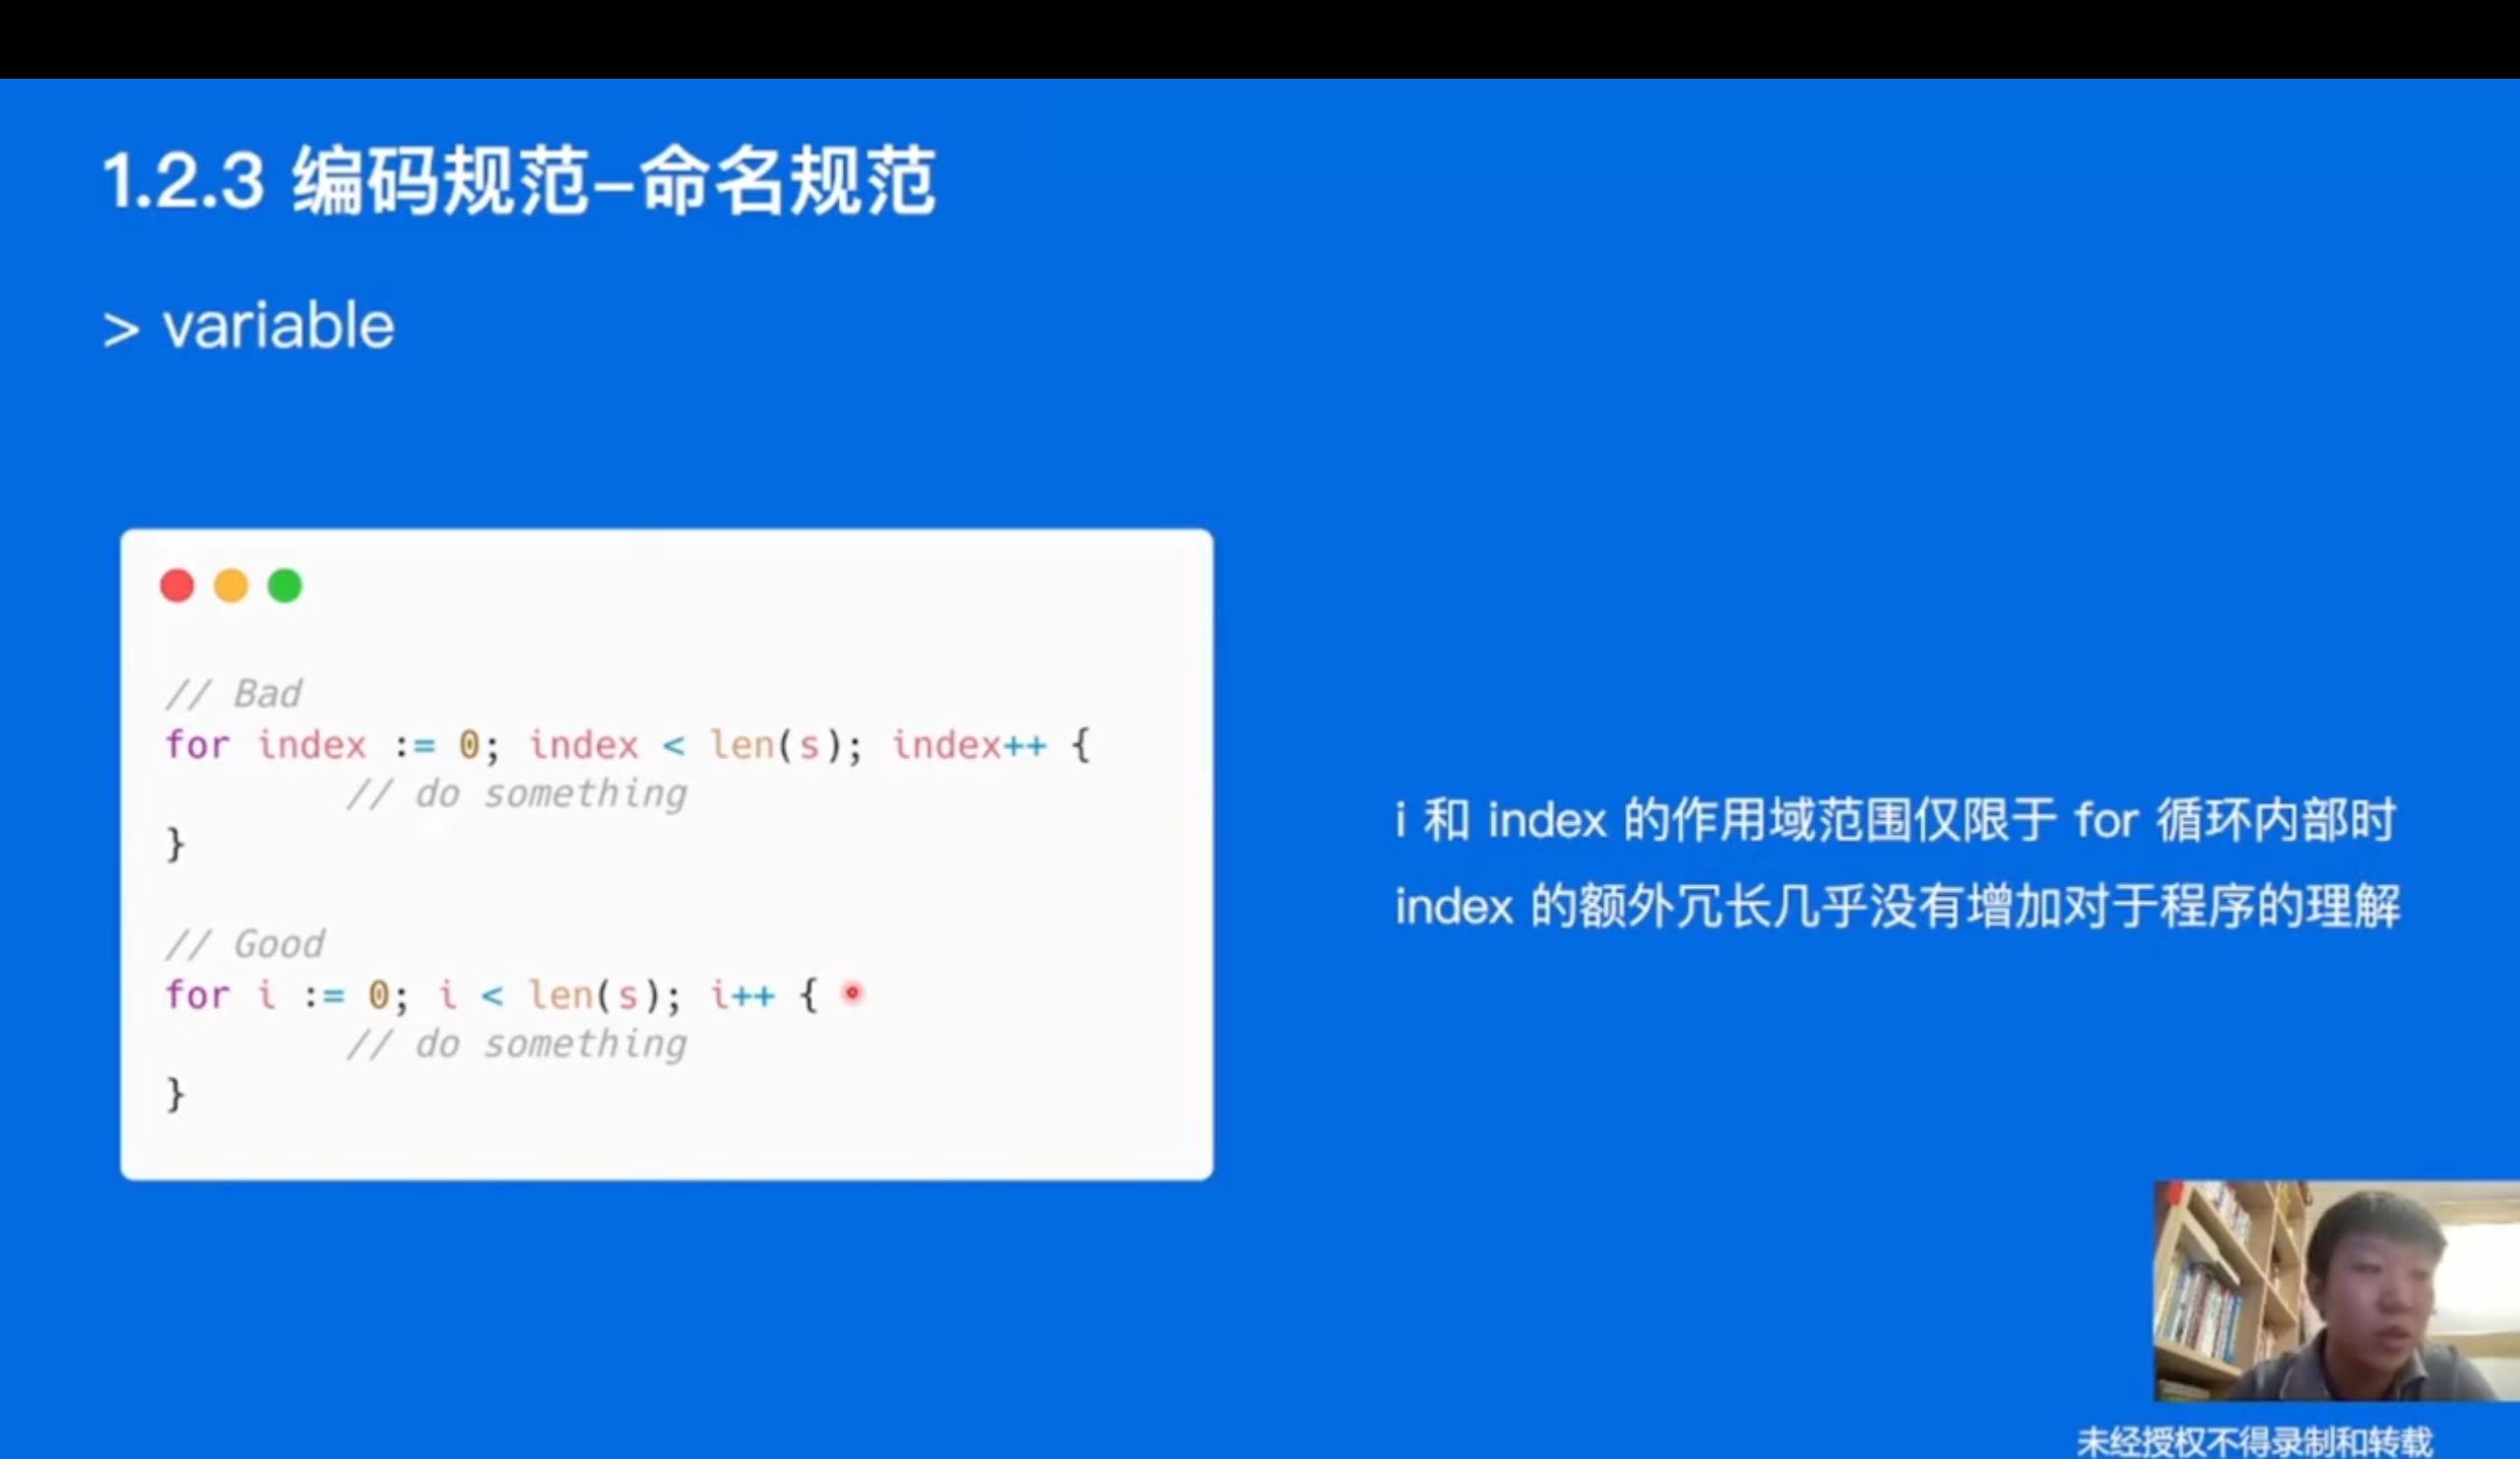 1.2.3 编码规范-命名规范
> variable
// Bad
for index := 0; index < len(s); index++ {
// do something
}
// Good
for i := 0; i < len(s); i++ {
// do something
}
i 和 index 的作用域范围仅限于 for 循环内部时
index 的额外冗长几乎没有增加对于程序的理解
未经授权不得录制和转载